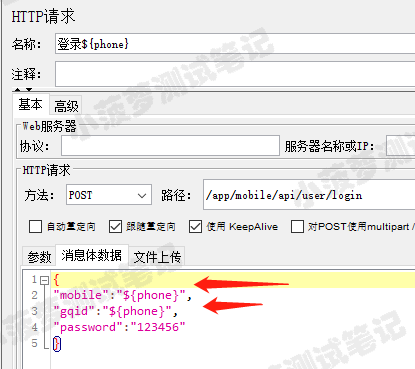 HTTP请求
名称： 登录${phone}
注释：
基本 高级
Web服务器
协议： 服务器名称或IP：
HTTP请求
方法： POST 路径： /app/mobile/api/user/login
自动重定向 跟随重定向 使用 KeepAlive 对POST使用multipart /
参数 消息体数据 文件上传
1 {
2 "mobile":"${phone}",
3 "gqid":"${phone}",
4 "password":"123456"
5 }
小菠萝测试笔记